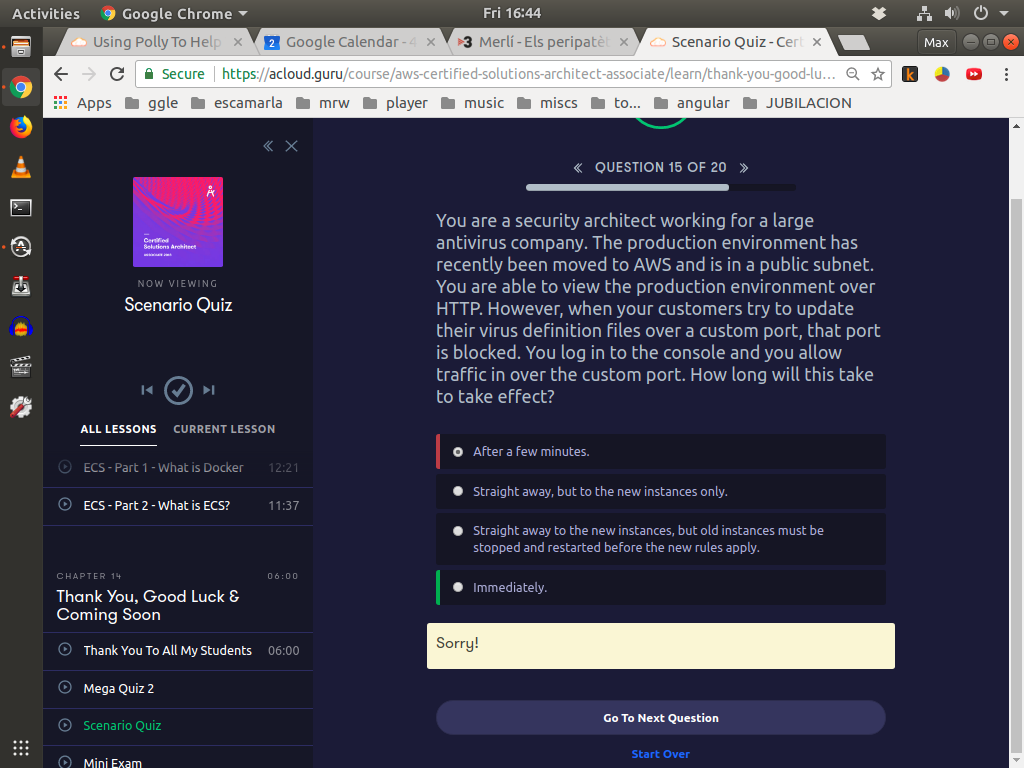 Activities
Google Chrome
Fri 16:44
Using Polly To Help
Google Calendar - 4
Merlí - Els peripatèt
Scenario Quiz - Cert
Max
Secure
https://acloud.guru/course/aws-certified-solutions-architect-associate/learn/thank-you-good-lu...
Apps
ggle
escamarla
mrw
player
music
miscs
to...
angular
JUBILACION
Certified
Solutions Architect
NOW VIEWING
Scenario Quiz
ALL LESSONS
CURRENT LESSON
ECS - Part 1 - What is Docker 12:21
ECS - Part 2 - What is ECS? 11:37
CHAPTER 14 06:00
Thank You, Good Luck &
Coming Soon
Thank You To All My Students 06:00
Mega Quiz 2
Scenario Quiz
Mini Exam
« QUESTION 15 OF 20 »
You are a security architect working for a large
antivirus company. The production environment has
recently been moved to AWS and is in a public subnet.
You are able to view the production environment over
HTTP. However, when your customers try to update
their virus definition files over a custom port, that port
is blocked. You log in to the console and you allow
traffic in over the custom port. How long will this take
to take effect?
After a few minutes.
Straight away, but to the new instances only.
Straight away to the new instances, but old instances must be
stopped and restarted before the new rules apply.
Immediately.
Sorry!
Go To Next Question
Start Over